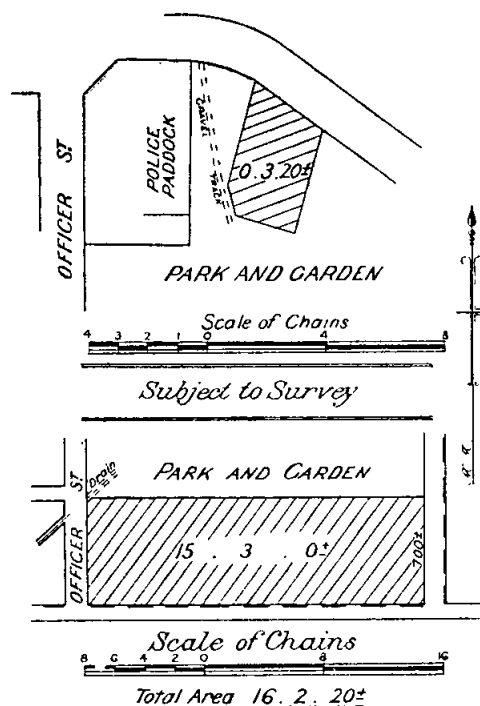 OFFICER ST
POLICE
PADDOCK
GRAVEL
TRACK
0.3.20±
PARK AND GARDEN
Scale of Chains
4 3 2 1 0 4 8
Subject to Survey
PARK AND GARDEN
Drain
OFFICER ST
15 . 3 . 0±
700±
Scale of Chains
8 6 4 2 0 8 16
Total Area 16.2.20±